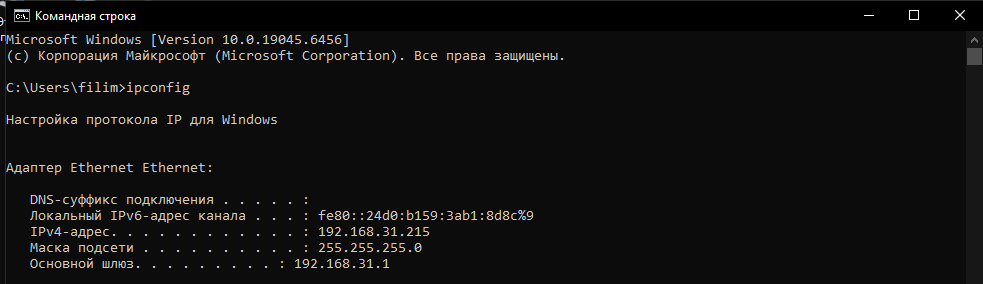 Командная строка
Microsoft Windows [Version 10.0.19045.6456]
(c) Корпорация Майкрософт (Microsoft Corporation). Все права защищены.
C:\Users\filim>ipconfig
Настройка протокола IP для Windows
Адаптер Ethernet Ethernet:
DNS-суффикс подключения . . . . . :
Локальный IPv6-адрес канала . . . : fe80::24d0:b159:3ab1:8d8c%9
IPv4-адрес. . . . . . . . . . . . : 192.168.31.215
Маска подсети . . . . . . . . . . : 255.255.255.0
Основной шлюз. . . . . . . . . : 192.168.31.1